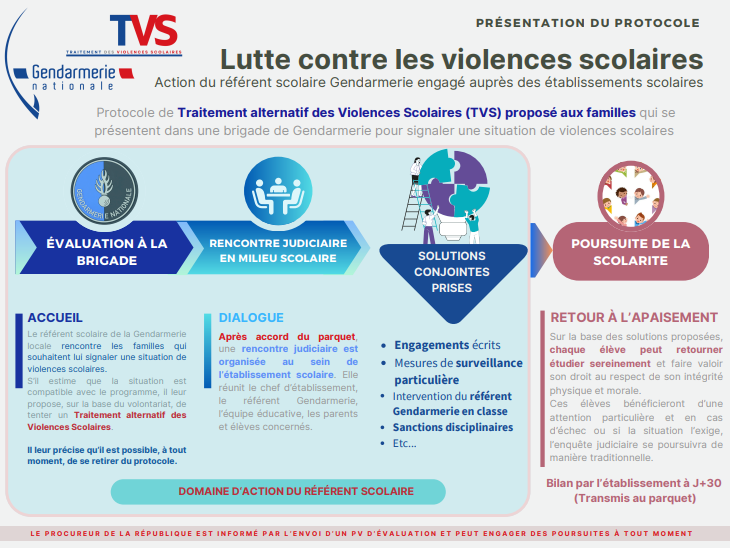 PRÉSENTATION DU PROTOCOLE
TVS
TRAITEMENT DES VIOLENCES SCOLAIRES
Gendarmerie
nationale
Lutte contre les violences scolaires
Action du référent scolaire Gendarmerie engagé auprès des établissements scolaires
Protocole de Traitement alternatif des Violences Scolaires (TVS) proposé aux familles qui se
présentent dans une brigade de Gendarmerie pour signaler une situation de violences scolaires
GENDARMERIE NATIONALE
ÉVALUATION À LA
BRIGADE
RENCONTRE JUDICIAIRE
EN MILIEU SCOLAIRE
SOLUTIONS
CONJOINTES
PRISES
POURSUITE DE LA
SCOLARITE
ACCUEIL
Le référent scolaire de la Gendarmerie
locale rencontre les familles qui
souhaitent lui signaler une situation de
violences scolaires.
S'il estime que la situation est
compatible avec le programme, il leur
propose, sur la base du volontariat, de
tenter un Traitement alternatif des
Violences Scolaires.
Il leur précise qu'il est possible, à tout
moment, de se retirer du protocole.
DIALOGUE
Après accord du parquet,
une rencontre judiciaire est
organisée au sein de
l'établissement scolaire. Elle
réunit le chef d'établissement,
le référent Gendarmerie,
l'équipe éducative, les parents
et élèves concernés.
• Engagements écrits
• Mesures de surveillance
particulière
• Intervention du référent
Gendarmerie en classe
• Sanctions disciplinaires
• Etc...
RETOUR À L'APAISEMENT
Sur la base des solutions proposées,
chaque élève peut retourner
étudier sereinement et faire valoir
son droit au respect de son intégrité
physique et morale.
Ces élèves bénéficieront d'une
attention particulière et en cas
d'échec ou si la situation l'exige,
l'enquête judiciaire se poursuivra de
manière traditionnelle.
Bilan par l'établissement à J+30
(Transmis au parquet)
DOMAINE D'ACTION DU RÉFÉRENT SCOLAIRE
LE PROCUREUR DE LA RÉPUBLIQUE EST INFORMÉ PAR L'ENVOI D'UN PV D'ÉVALUATION ET PEUT ENGAGER DES POURSUITES À TOUT MOMENT